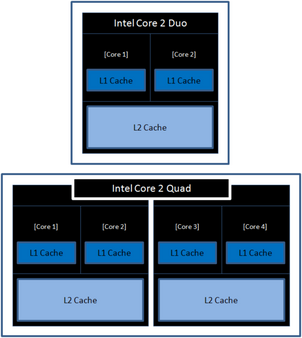 Intel Core 2 Duo
[Core 1] [Core 2]
L1 Cache L1 Cache
L2 Cache
Intel Core 2 Quad
[Core 1] [Core 2] [Core 3] [Core 4]
L1 Cache L1 Cache L1 Cache L1 Cache
L2 Cache L2 Cache